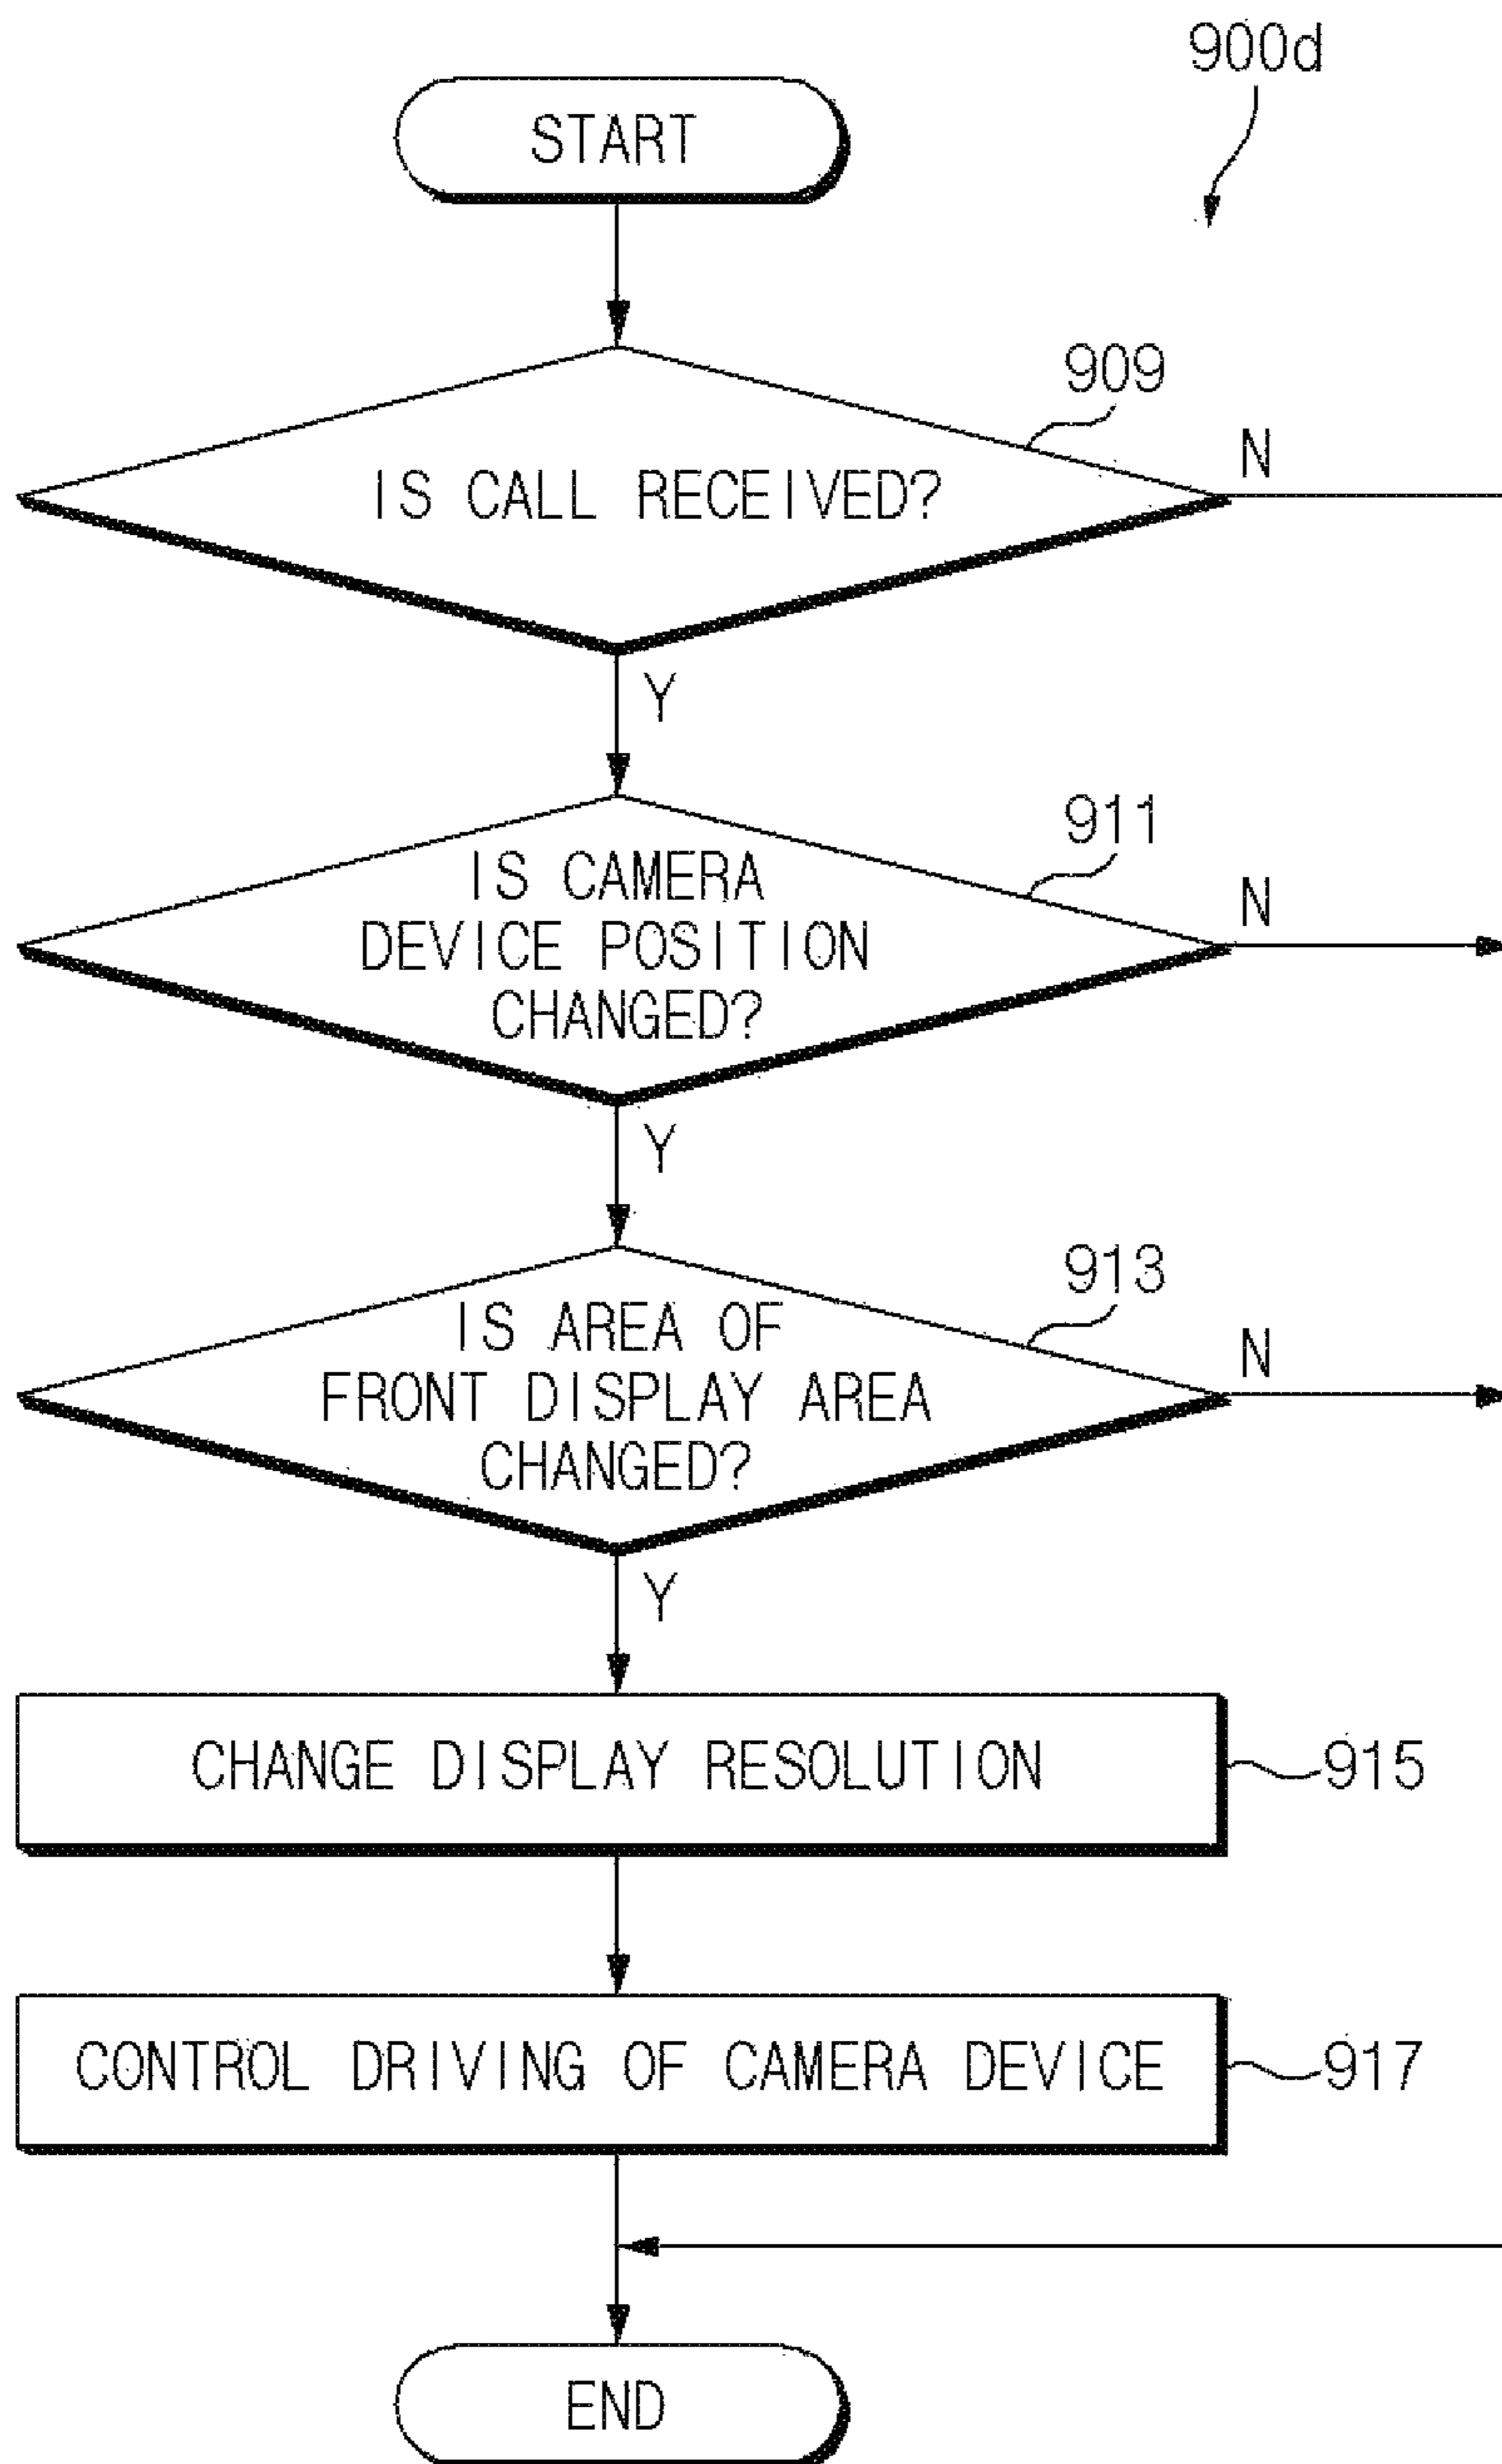 900d
START
909
IS CALL RECEIVED?
N
Y
911
IS CAMERA
DEVICE POSITION
CHANGED?
N
Y
913
IS AREA OF
FRONT DISPLAY AREA
CHANGED?
N
Y
CHANGE DISPLAY RESOLUTION
915
CONTROL DRIVING OF CAMERA DEVICE
917
END